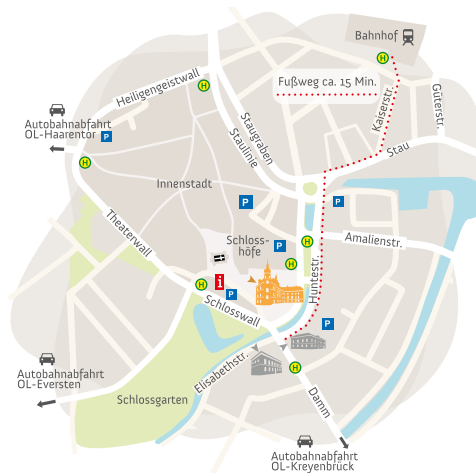 Bahnhof
H
Fußweg ca. 15 Min.
Heiligengeistwall
H
Kaiserstr.
Güterstr.
Autobahnabfahrt
OL-Haarentor
P
Staugraben
Staulinie
Stau
H
Innenstadt
P
P
Theaterwall
Schloss-
höfe
P
H
Amalienstr.
H
Huntestr.
H
i
P
Schlosswall
P
Autobahnabfahrt
OL-Eversten
Elisabethstr.
H
Schlossgarten
Damm
Autobahnabfahrt
OL-Kreyenbrück